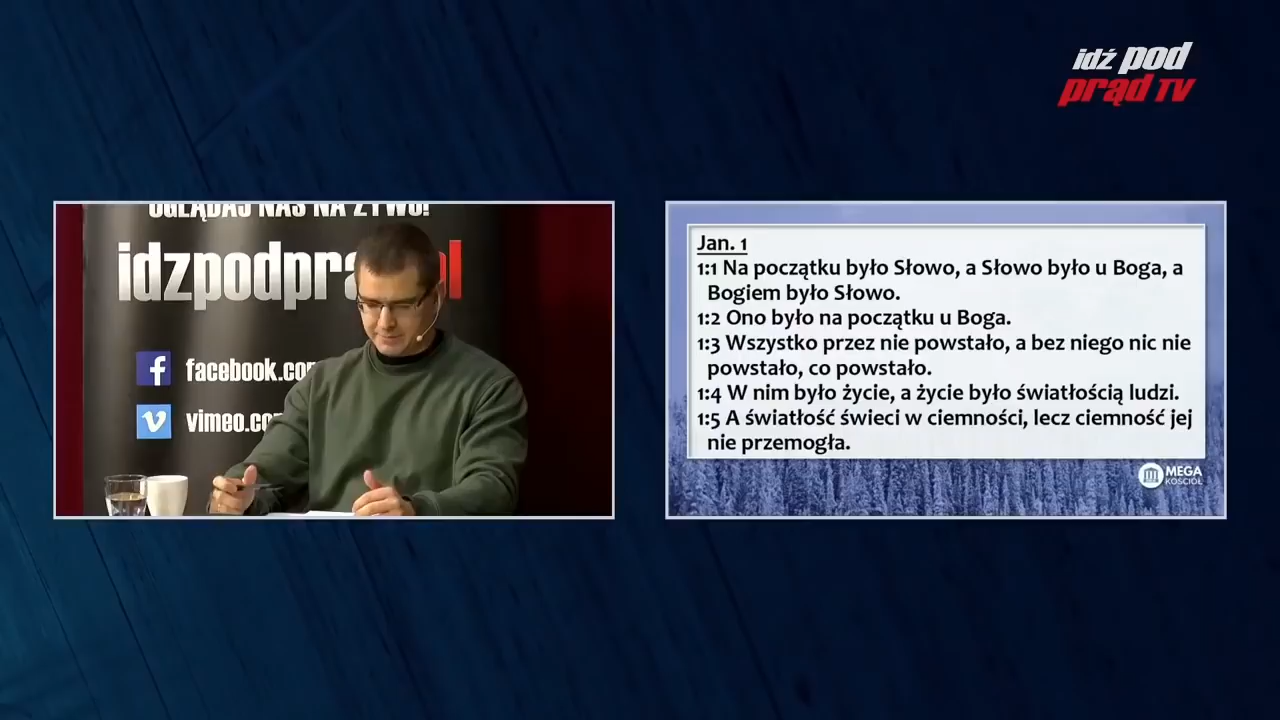 idź pod
prąd TV
OGLĄDAJ NAS NA ŻYWO!
idzpodpr
facebook.com
vimeo.co
Jan. 1
1:1 Na początku było Słowo, a Słowo było u Boga, a
Bogiem było Słowo.
1:2 Ono było na początku u Boga.
1:3 Wszystko przez nie powstało, a bez niego nic nie
powstało, co powstało.
1:4 W nim było życie, a życie było światłością ludzi.
1:5 A światłość świeci w ciemności, lecz ciemność jej
nie przemogła.
MEGA
KOŚCIÓŁ